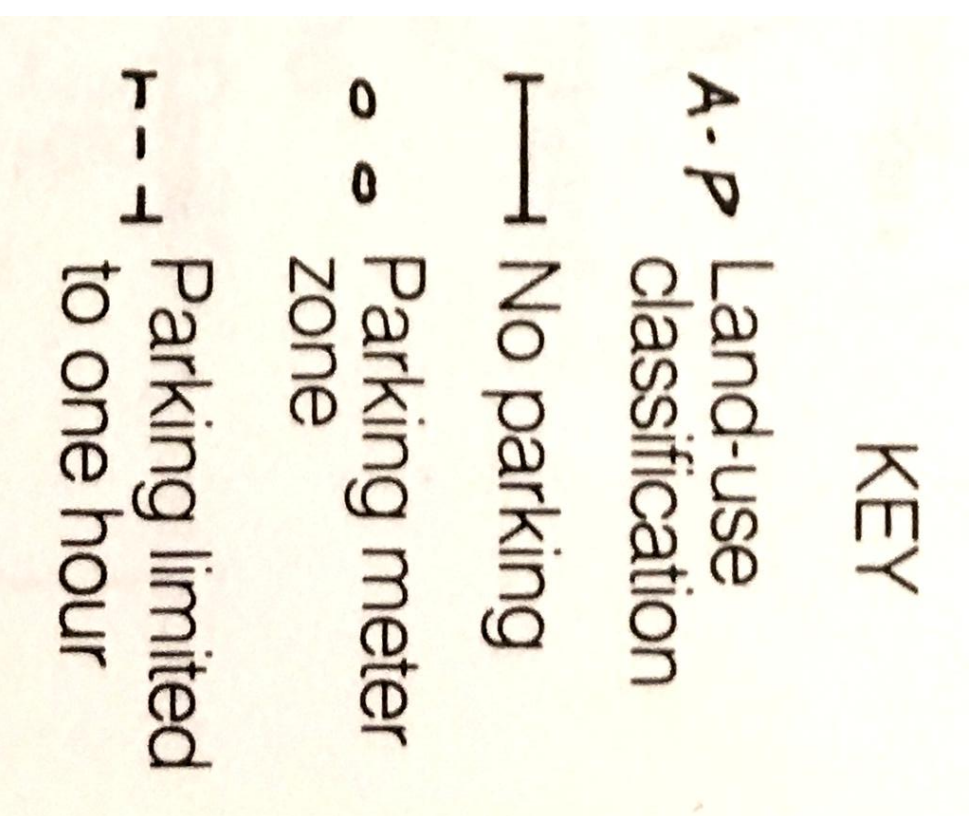 KEY
A-P Land-use
classification
No parking
Parking meter
zone
Parking limited
to one hour